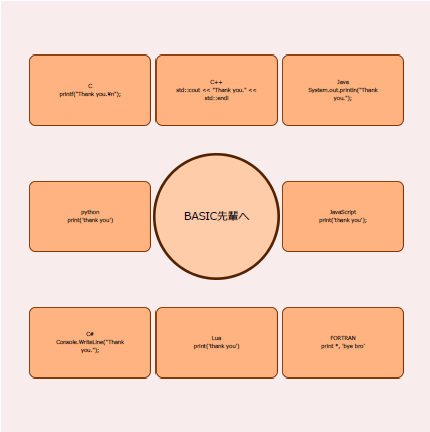 C
printf("Thank you.¥n");
C++
std::cout << "Thank you." <<
std::endl
Java
System.out.println("Thank
you.");
python
print('thank you')
BASIC先輩へ
JavaScript
print('thank you');
C#
Console.WriteLine("Thank
you.");
Lua
print('thank you')
FORTRAN
print *, 'bye bro'